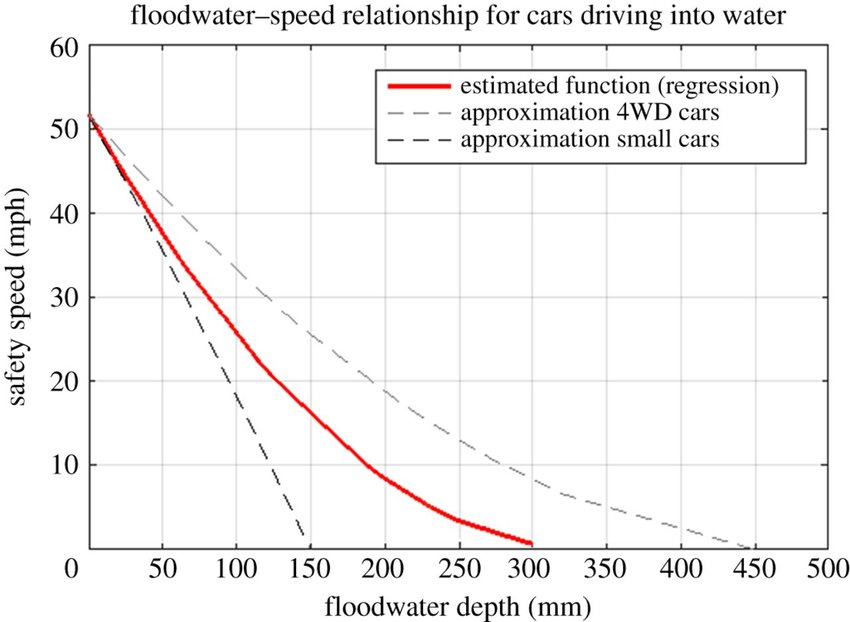 floodwater–speed relationship for cars driving into water
60
50
40
30
20
10
safety speed (mph)
estimated function (regression)
approximation 4WD cars
approximation small cars
0 50 100 150 200 250 300 350 400 450 500
floodwater depth (mm)